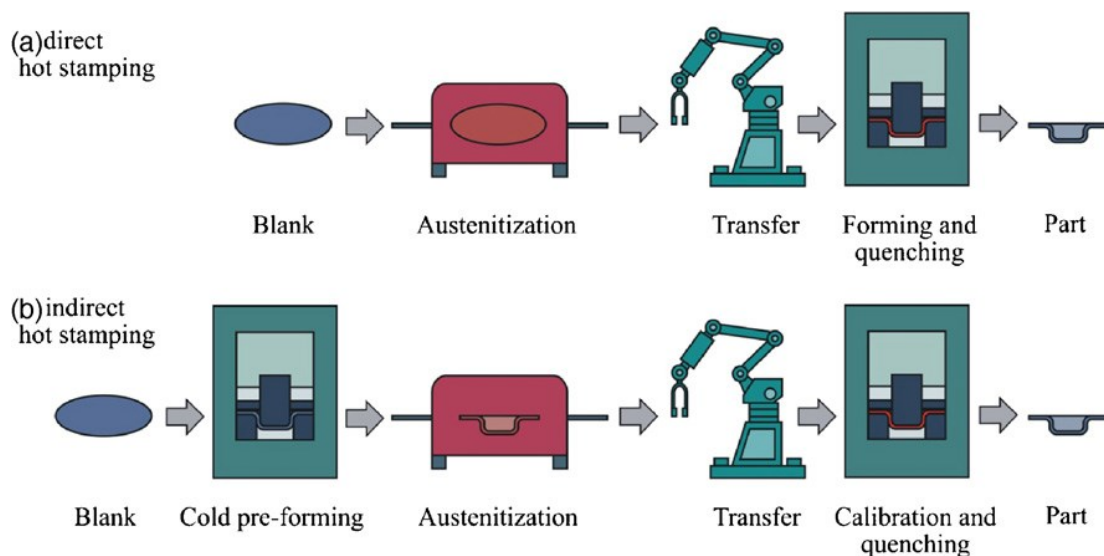 (a)direct
hot stamping
Blank
Austenitization
Transfer
Forming and
quenching
Part
(b)indirect
hot stamping
Blank
Cold pre-forming
Austenitization
Transfer
Calibration and
quenching
Part